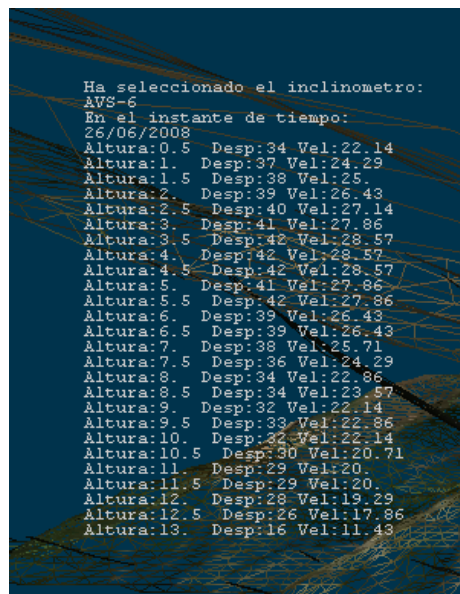 Ha seleccionado el inclinometro:
AVS-6
En el instante de tiempo:
26/06/2008
Altura:0.5 Desp:34 Vel:22.14
Altura:1. Desp:37 Vel:24.29
Altura:1.5 Desp:38 Vel:25.
Altura:2. Desp:39 Vel:26.43
Altura:2.5 Desp:40 Vel:27.14
Altura:3. Desp:41 Vel:27.86
Altura:3.5 Desp:42 Vel:28.57
Altura:4. Desp:42 Vel:28.57
Altura:4.5 Desp:42 Vel:28.57
Altura:5. Desp:41 Vel:27.86
Altura:5.5 Desp:42 Vel:27.86
Altura:6. Desp:39 Vel:26.43
Altura:6.5 Desp:39 Vel:26.43
Altura:7. Desp:38 Vel:25.71
Altura:7.5 Desp:36 Vel:24.29
Altura:8. Desp:34 Vel:22.86
Altura:8.5 Desp:34 Vel:23.57
Altura:9. Desp:32 Vel:22.14
Altura:9.5 Desp:33 Vel:22.86
Altura:10. Desp:32 Vel:22.14
Altura:10.5 Desp:30 Vel:20.71
Altura:11. Desp:29 Vel:20.
Altura:11.5 Desp:29 Vel:20.
Altura:12. Desp:28 Vel:19.29
Altura:12.5 Desp:26 Vel:17.86
Altura:13. Desp:16 Vel:11.43